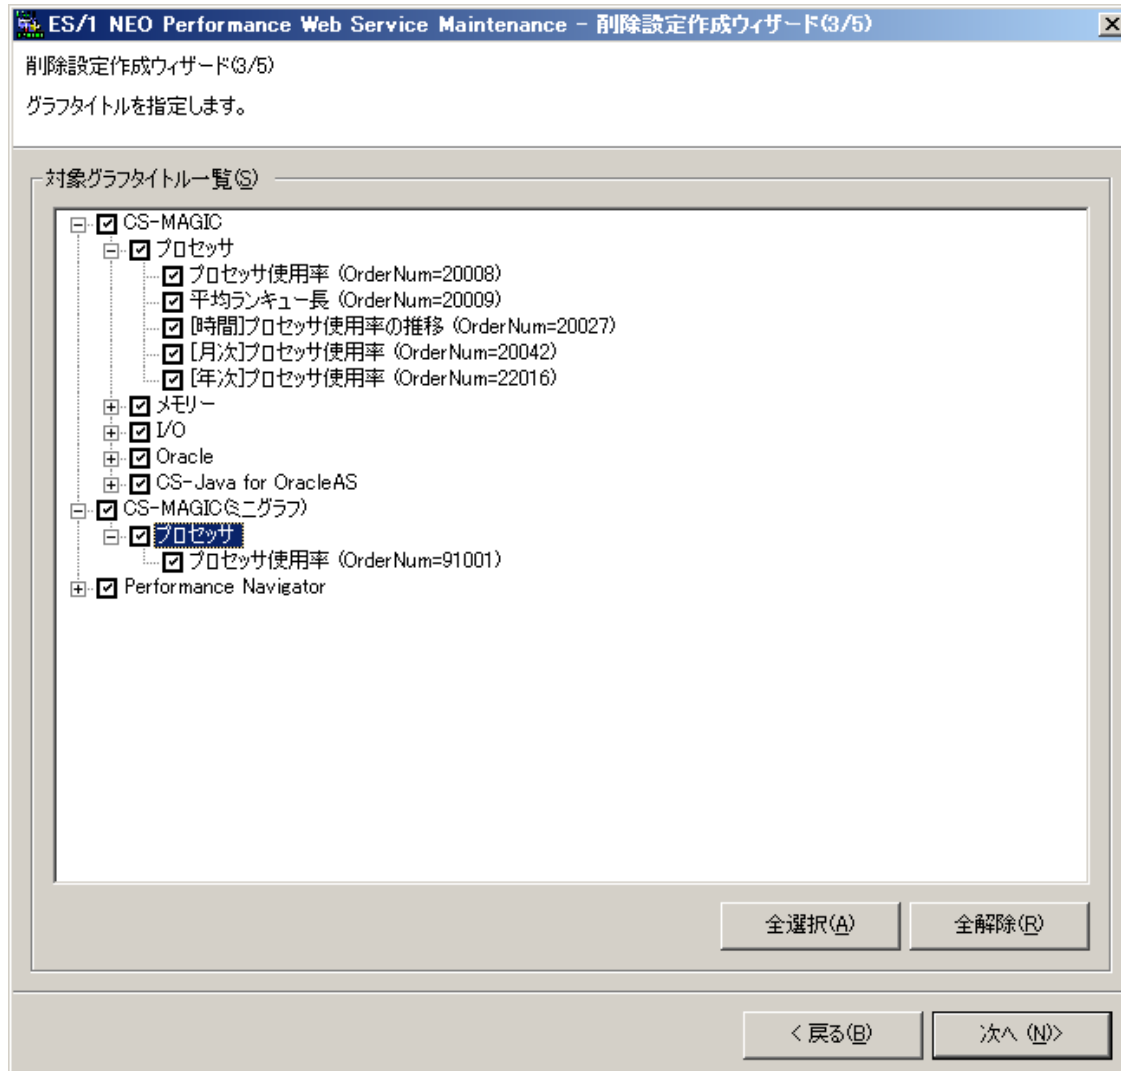 ES/1 NEO Performance Web Service Maintenance - 削除設定作成ウィザード(3/5)
削除設定作成ウィザード(3/5)
グラフタイトルを指定します。
対象グラフタイトル一覧(S)
CS-MAGIC
プロセッサ
プロセッサ使用率 (OrderNum=20008)
平均ランキュー長 (OrderNum=20009)
[時間]プロセッサ使用率の推移 (OrderNum=20027)
[月次]プロセッサ使用率 (OrderNum=20042)
[年次]プロセッサ使用率 (OrderNum=22016)
メモリー
I/O
Oracle
CS-Java for OracleAS
CS-MAGIC(ミニグラフ)
プロセッサ
プロセッサ使用率 (OrderNum=91001)
Performance Navigator
全選択(A) 全解除(R)
< 戻る(B) 次へ (N)>